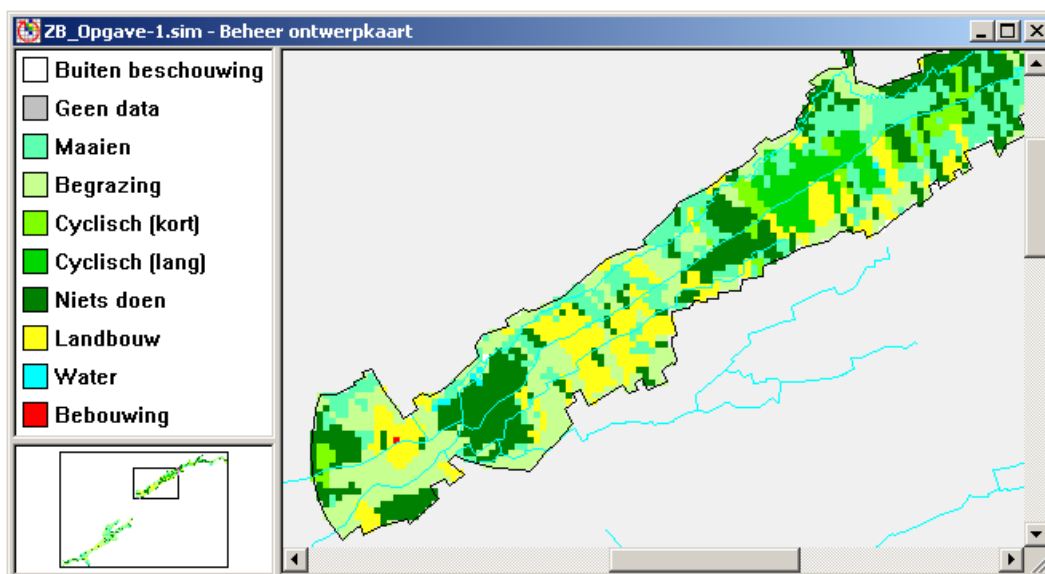 ZB_Opgave-1.sim - Beheer ontwerpkaart
Buiten beschouwing
Geen data
Maaien
Begrazing
Cyclisch (kort)
Cyclisch (lang)
Niets doen
Landbouw
Water
Bebouwing